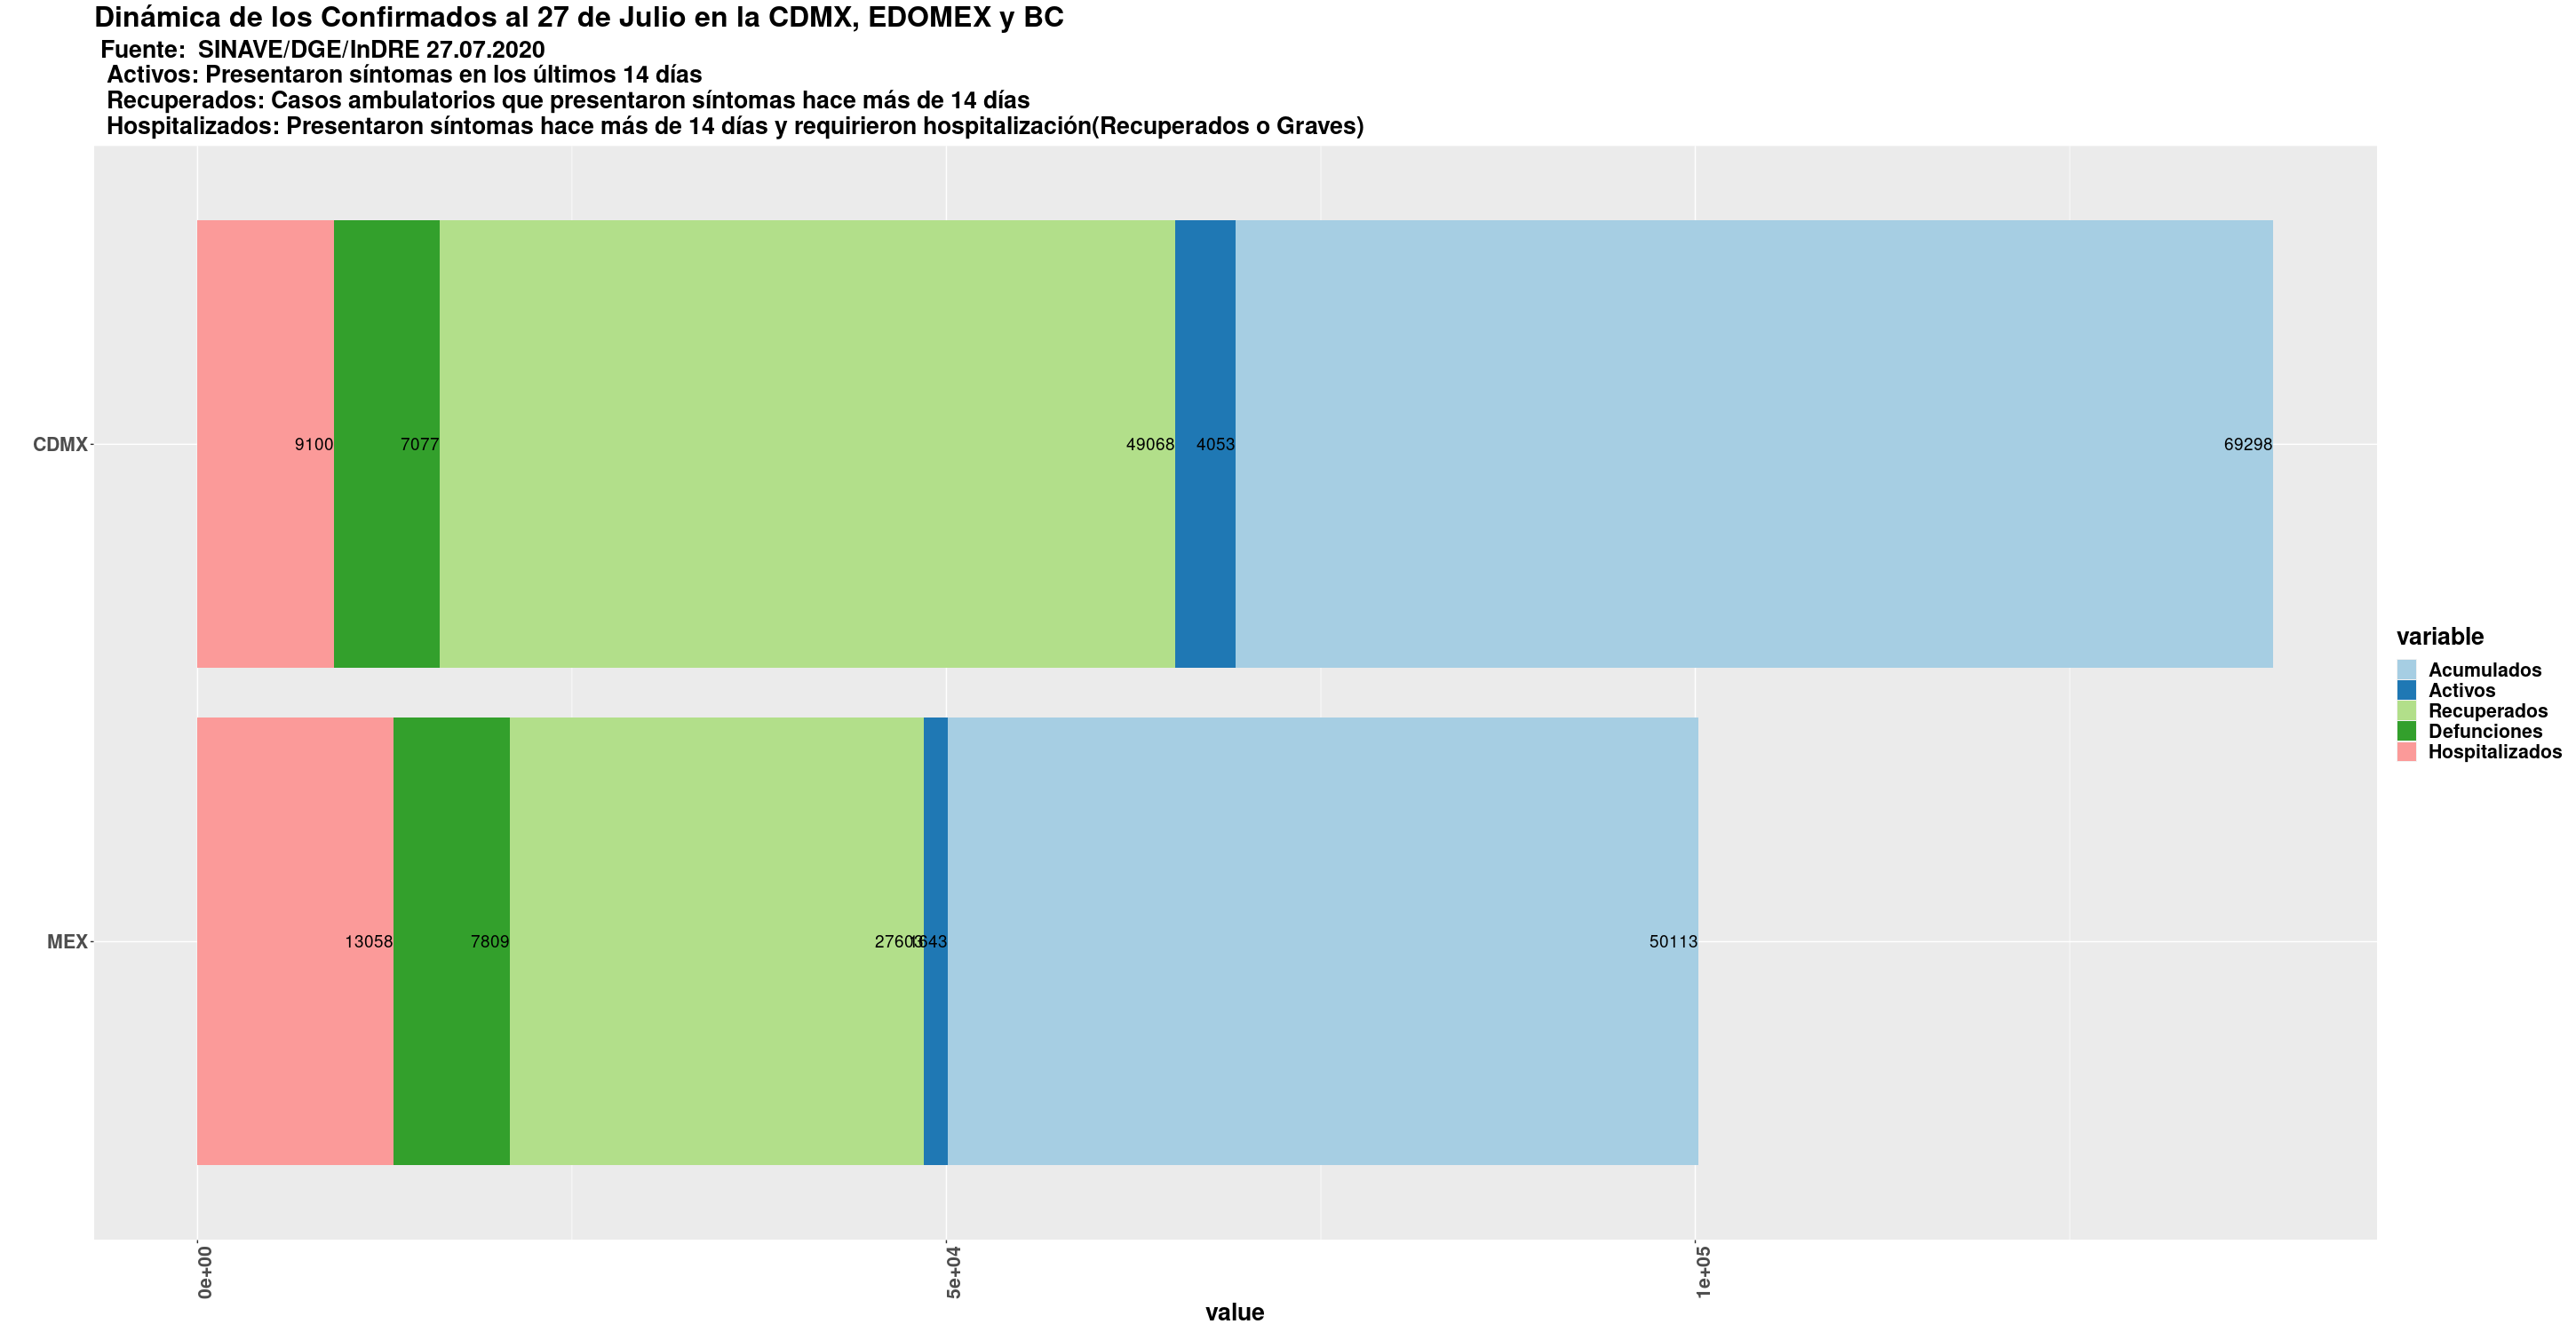 Dinámica de los Confirmados al 27 de Julio en la CDMX, EDOMEX y BC
Fuente:  SINAVE/DGE/InDRE 27.07.2020
Activos: Presentaron síntomas en los últimos 14 días
Recuperados: Casos ambulatorios que presentaron síntomas hace más de 14 días
Hospitalizados: Presentaron síntomas hace más de 14 días y requirieron hospitalización(Recuperados o Graves)
CDMX 9100 7077 49068 4053 69298
MEX 13058 7809 27603 1643 50113
0e+00 5e+04 1e+05
value
variable
Acumulados
Activos
Recuperados
Defunciones
Hospitalizados